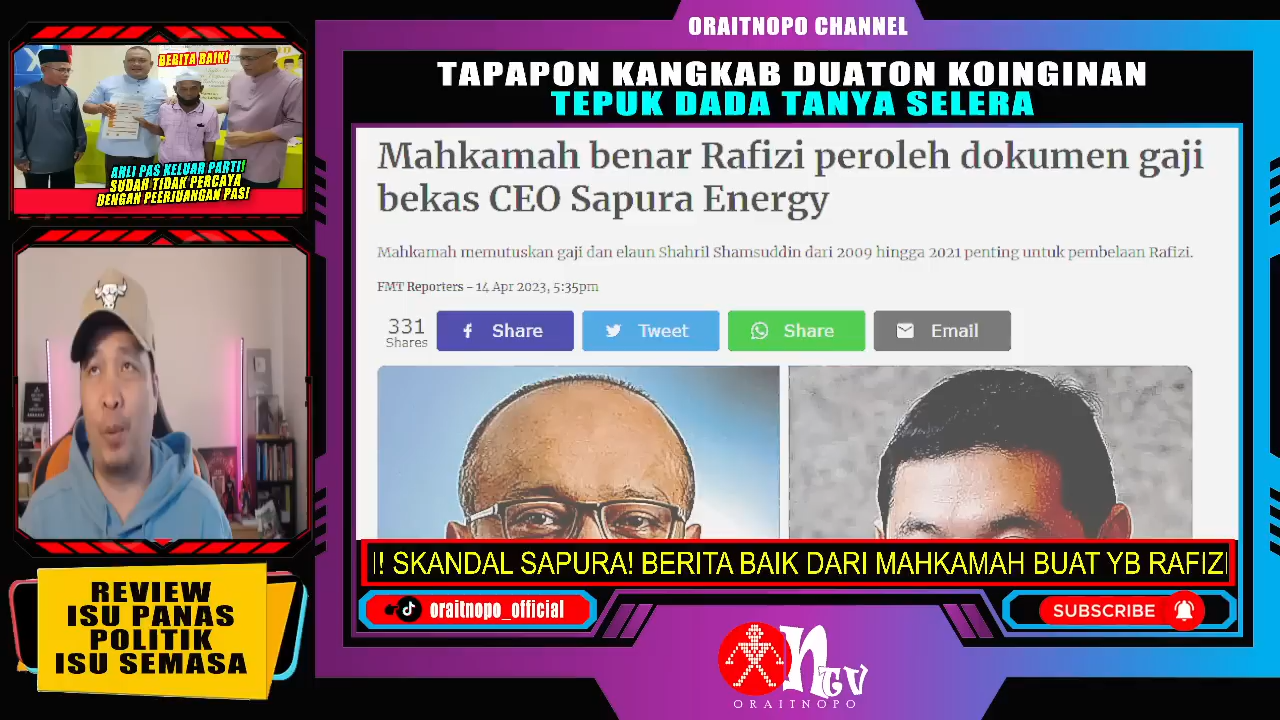 ORAITNOPO CHANNEL
BERITA BAIK!
AHLI PAS KELUAR PARTI!
SUDAH TIDAK PERCAYA
DENGAN PEERJUANGAN PAS!
TAPAPON KANGKAB DUATON KOINGINAN
TEPUK DADA TANYA SELERA
Mahkamah benar Rafizi peroleh dokumen gaji
bekas CEO Sapura Energy
Mahkamah memutuskan gaji dan elaun Shahril Shamsuddin dari 2009 hingga 2021 penting untuk pembelaan Rafizi.
FMT Reporters - 14 Apr 2023, 5:35pm
331
Shares
Share
Tweet
Share
Email
! SKANDAL SAPURA! BERITA BAIK DARI MAHKAMAH BUAT YB RAFIZI
oraitnopo_official
SUBSCRIBE
REVIEW
ISU PANAS
POLITIK
ISU SEMASA
nTV
ORAITNOPO